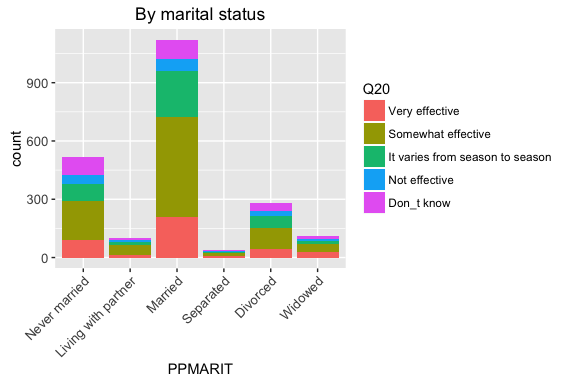 By marital status
count
900
600
300
0
Never married
Living with partner
Married
Separated
Divorced
Widowed
PPMARIT
Q20
Very effective
Somewhat effective
It varies from season to season
Not effective
Don_t know